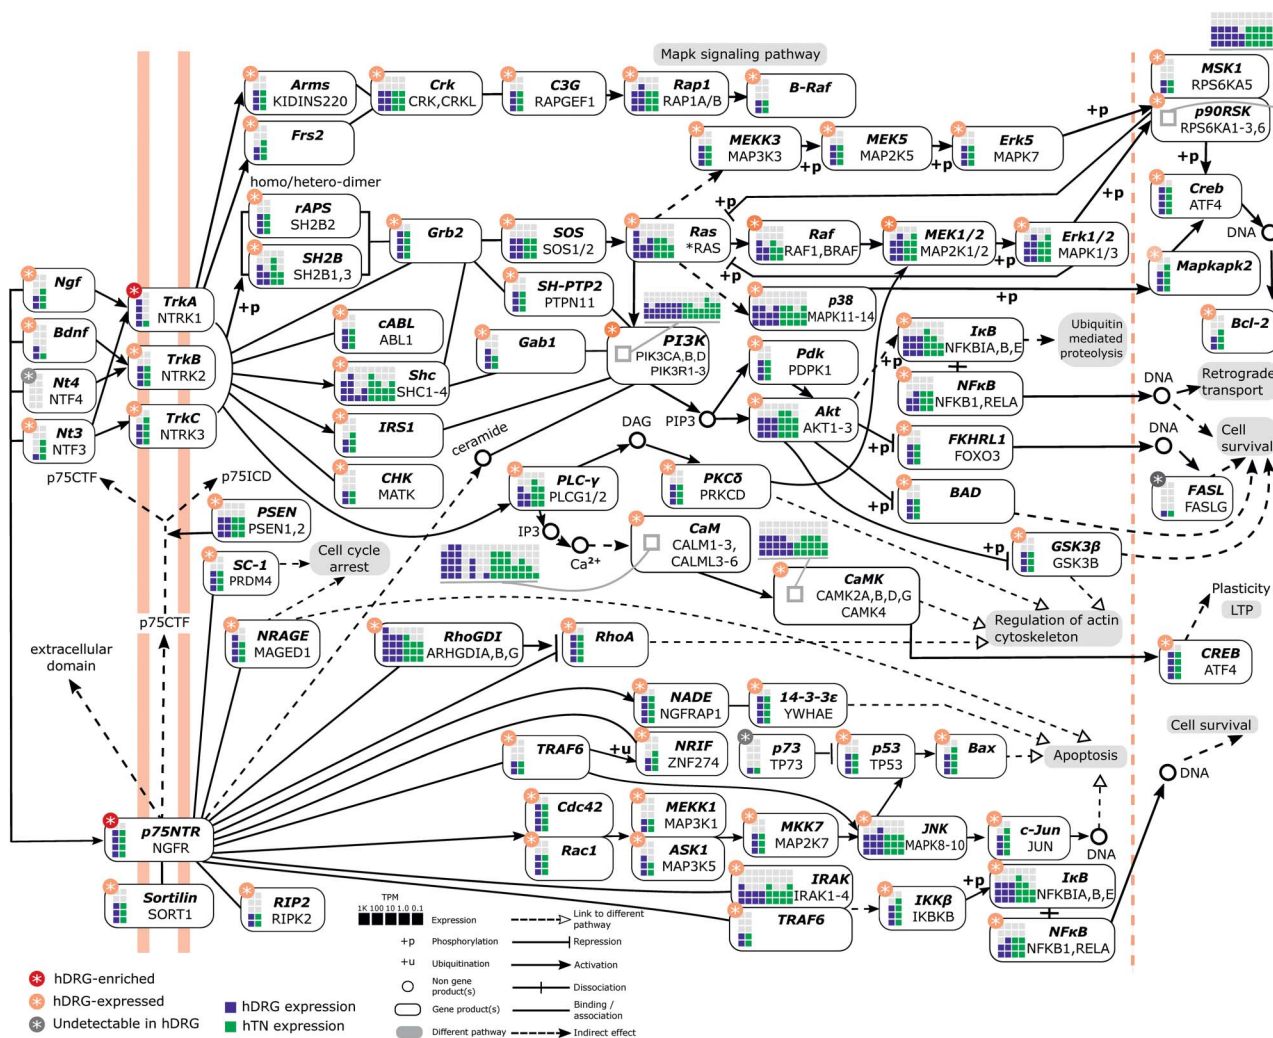 Mapk signaling pathway
Arms
KIDINS220
Crk
CRK,CRKL
C3G
RAPGEF1
Rap1
RAP1A/B
B-Raf
MSK1
RPS6KA5
p90RSK
RPS6KA1-3,6
Frs2
MEKK3
MAP3K3
MEK5
MAP2K5
Erk5
MAPK7
+p
+p
+p
+p
homo/hetero-dimer
rAPS
SH2B2
SH2B
SH2B1,3
+p
Grb2
SOS
SOS1/2
Ras
*RAS
Raf
RAF1,BRAF
MEK1/2
MAP2K1/2
Erk1/2
MAPK1/3
+p
+p
+p
Creb
ATF4
DNA
Mapkapk2
Bcl-2
Ngf
Bdnf
Nt4
NTF4
Nt3
NTF3
TrkA
NTRK1
TrkB
NTRK2
TrkC
NTRK3
cABL
ABL1
Shc
SHC1-4
IRS1
CHK
MATK
SH-PTP2
PTPN11
Gab1
PI3K
PIK3CA,B,D
PIK3R1-3
p38
MAPK11-14
Pdk
PDPK1
Akt
AKT1-3
PIP3
DAG
ceramide
IκB
NFKBIA,B,E
+p
NFκB
NFKB1,RELA
Ubiquitin
mediated
proteolysis
DNA
Retrograde
transport
Cell
survival
FKHRL1
FOXO3
+p
DNA
FASL
FASLG
BAD
+p
GSK3β
GSK3B
+p
p75CTF
p75ICD
PSEN
PSEN1,2
SC-1
PRDM4
Cell cycle
arrest
PLC-γ
PLCG1/2
IP3
Ca²⁺
PKCδ
PRKCD
CaM
CALM1-3,
CALML3-6
CaMK
CAMK2A,B,D,G
CAMK4
Regulation of actin
cytoskeleton
Plasticity
LTP
CREB
ATF4
p75CTF
extracellular
domain
NRAGE
MAGED1
RhoGDI
ARHGDIA,B,G
RhoA
NADE
NGFRAP1
14-3-3ε
YWHAE
TRAF6
+u
NRIF
ZNF274
p73
TP73
p53
TP53
Bax
Apoptosis
Cell survival
DNA
p75NTR
NGFR
Sortilin
SORT1
RIP2
RIPK2
Cdc42
Rac1
MEKK1
MAP3K1
ASK1
MAP3K5
MKK7
MAP2K7
JNK
MAPK8-10
c-Jun
JUN
DNA
IRAK
IRAK1-4
TRAF6
IKKβ
IKBKB
+p
IκB
NFKBIA,B,E
NFκB
NFKB1,RELA
TPM
1K 100 10 1.0 0.1
Expression
+p Phosphorylation
+u Ubiquitination
Non gene
product(s)
Gene product(s)
Different pathway
Link to different
pathway
Repression
Activation
Dissociation
Binding /
association
Indirect effect
hDRG-enriched
hDRG-expressed
Undetectable in hDRG
hDRG expression
hTN expression